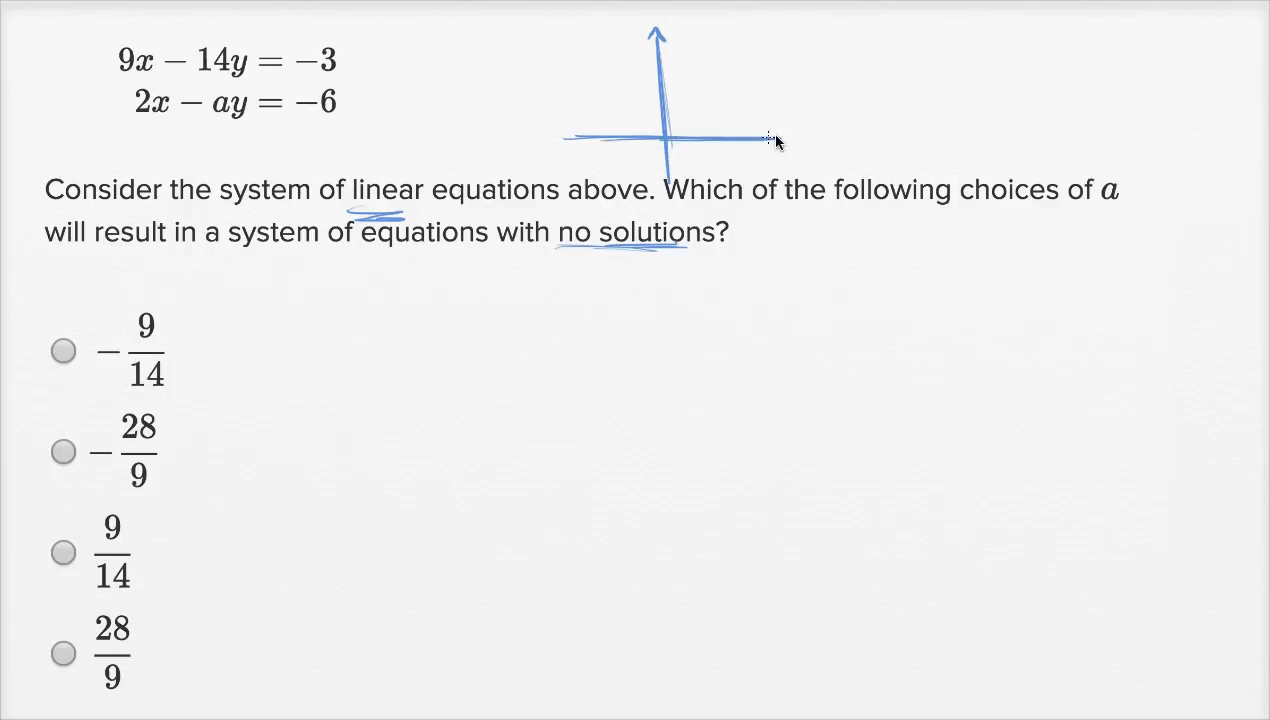 9x − 14y = −3
2x − ay = −6
Consider the system of linear equations above. Which of the following choices of a
will result in a system of equations with no solutions?
− 9/14
− 28/9
9/14
28/9